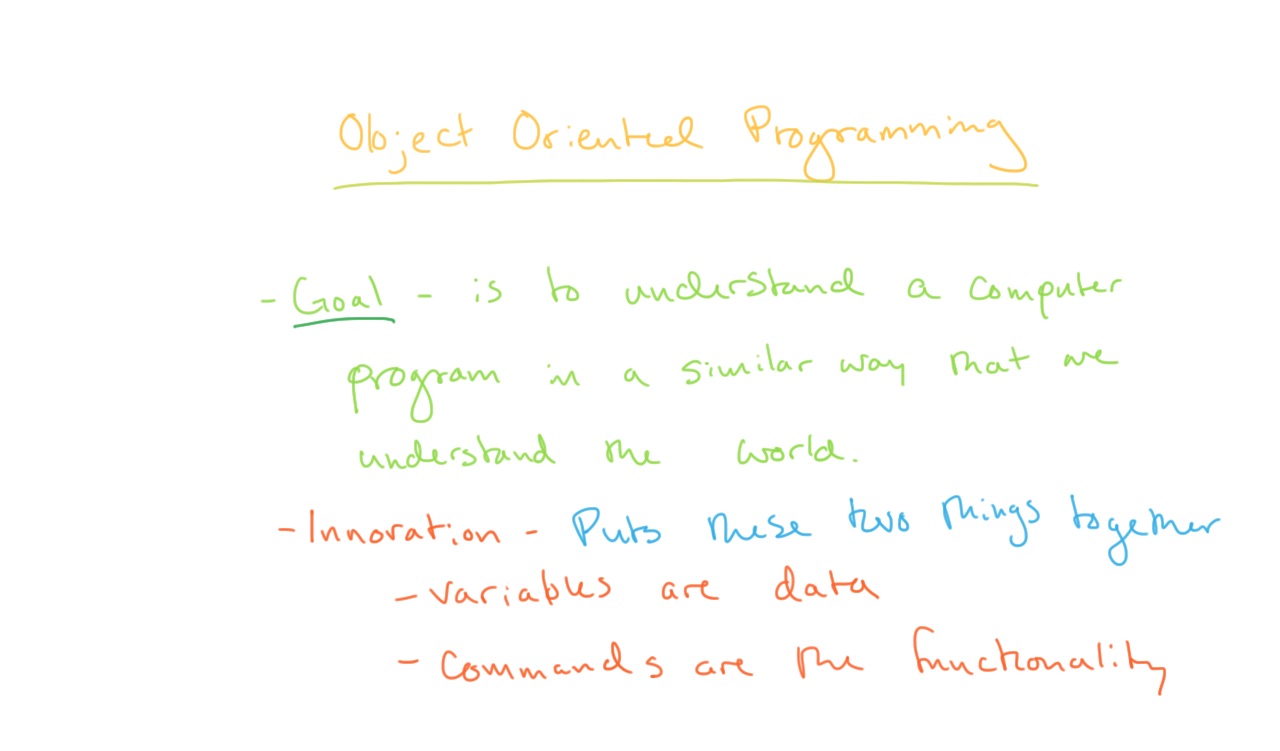 Object Oriented Programming
- Goal - is to understand a computer
program in a similar way that we
understand the world.
- Innovation - Puts these two things together
- variables are data
- Commands are the functionality